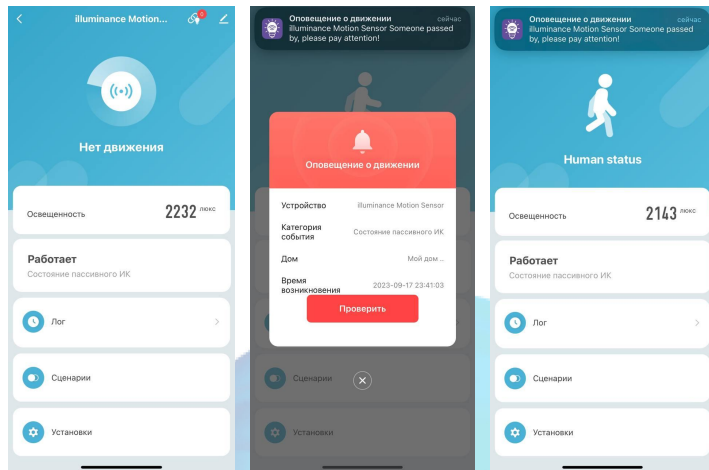 illuminance Motion...
Нет движения
Освещенность
2232 люкс
Работает
Состояние пассивного ИК
Лог
Сценарии
Установки
Оповещение о движении
сейчас
illuminance Motion Sensor Someone passed
by, please pay attention!
Оповещение о движении
Устройство
illuminance Motion Sensor
Категория
события
Состояние пассивного ИК
Дом
Мой дом ..
Время
возникновения
2023-09-17 23:41:03
Проверить
Сценарии
Установки
Оповещение о движении
сейчас
illuminance Motion Sensor Someone passed
by, please pay attention!
Human status
Освещенность
2143 люкс
Работает
Состояние пассивного ИК
Лог
Сценарии
Установки